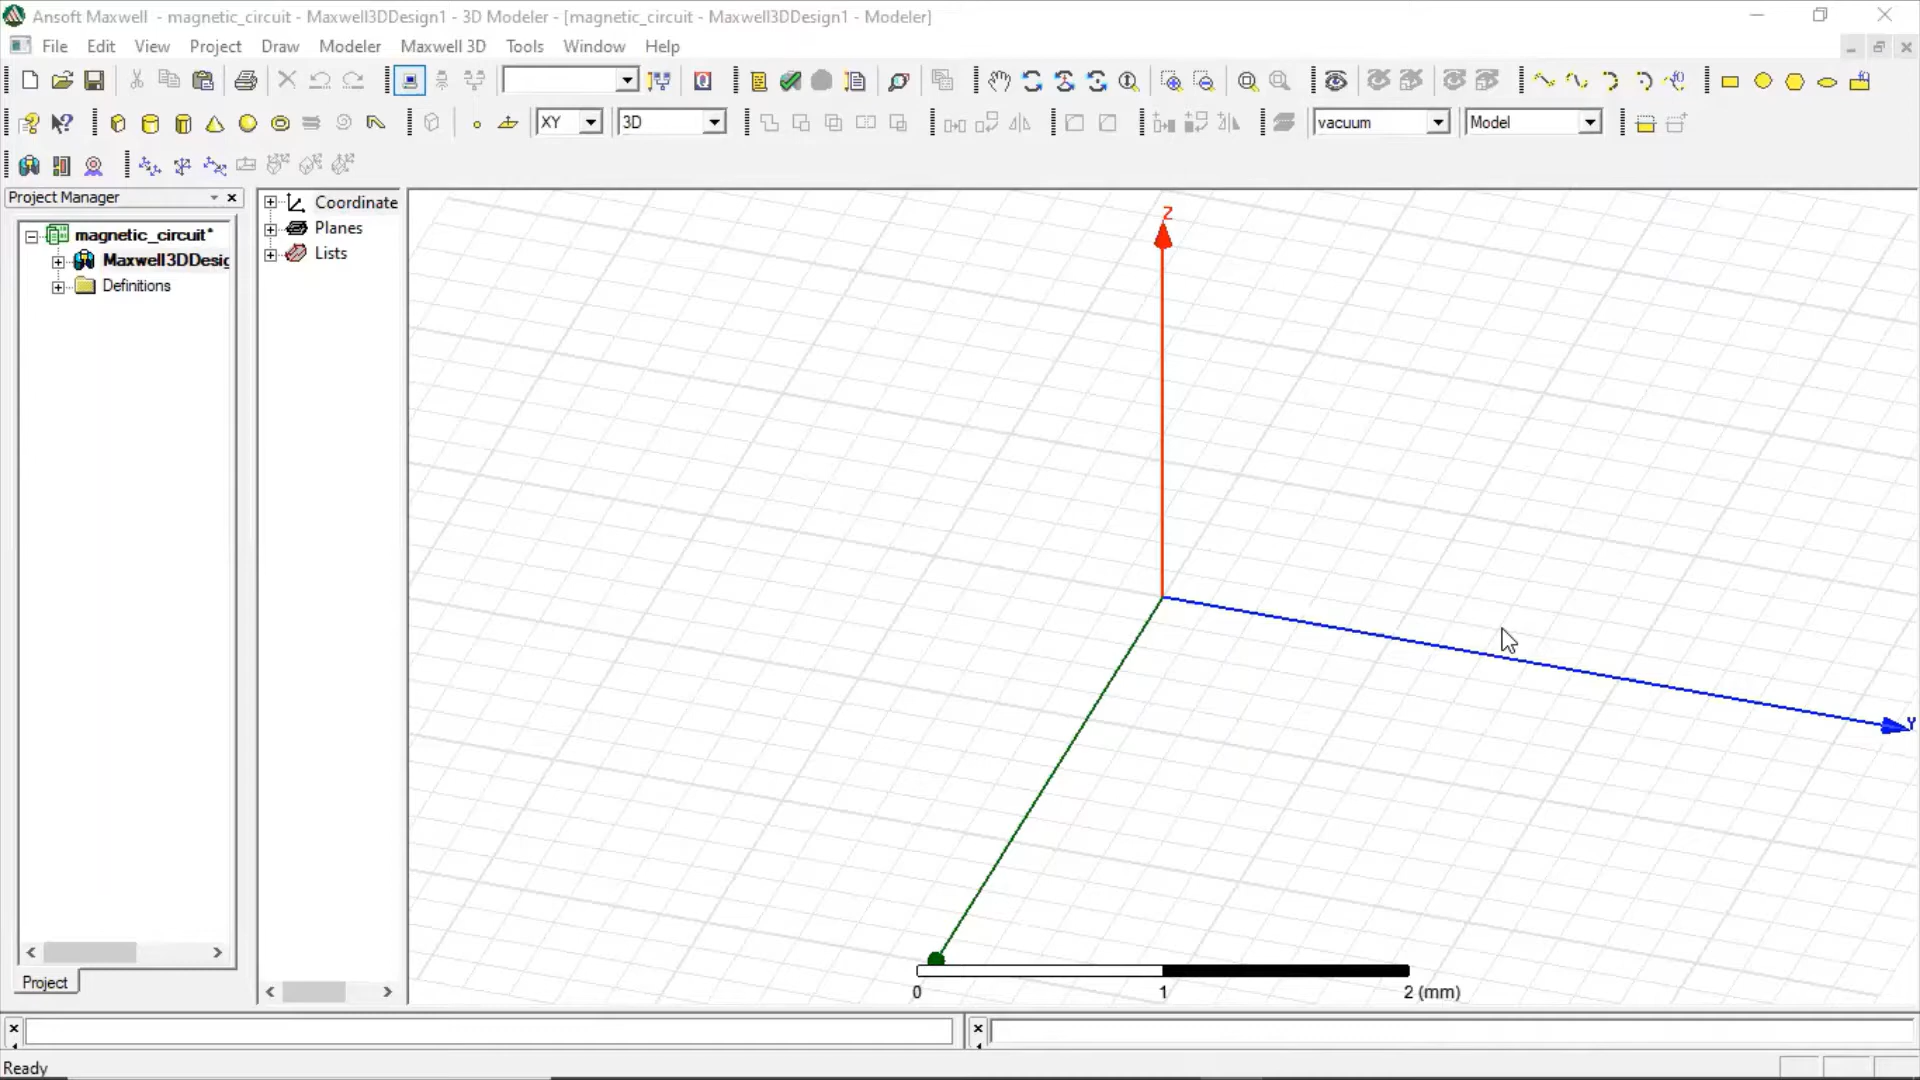 Ansoft Maxwell - magnetic_circuit - Maxwell3DDesign1 - 3D Modeler - [magnetic_circuit - Maxwell3DDesign1 - Modeler]
File Edit View Project Draw Modeler Maxwell 3D Tools Window Help
XY 3D vacuum Model
Project Manager
magnetic_circuit*
Maxwell3DDesig
Definitions
Coordinate
Planes
Lists
Z
Y
0 1 2 (mm)
Project
Ready